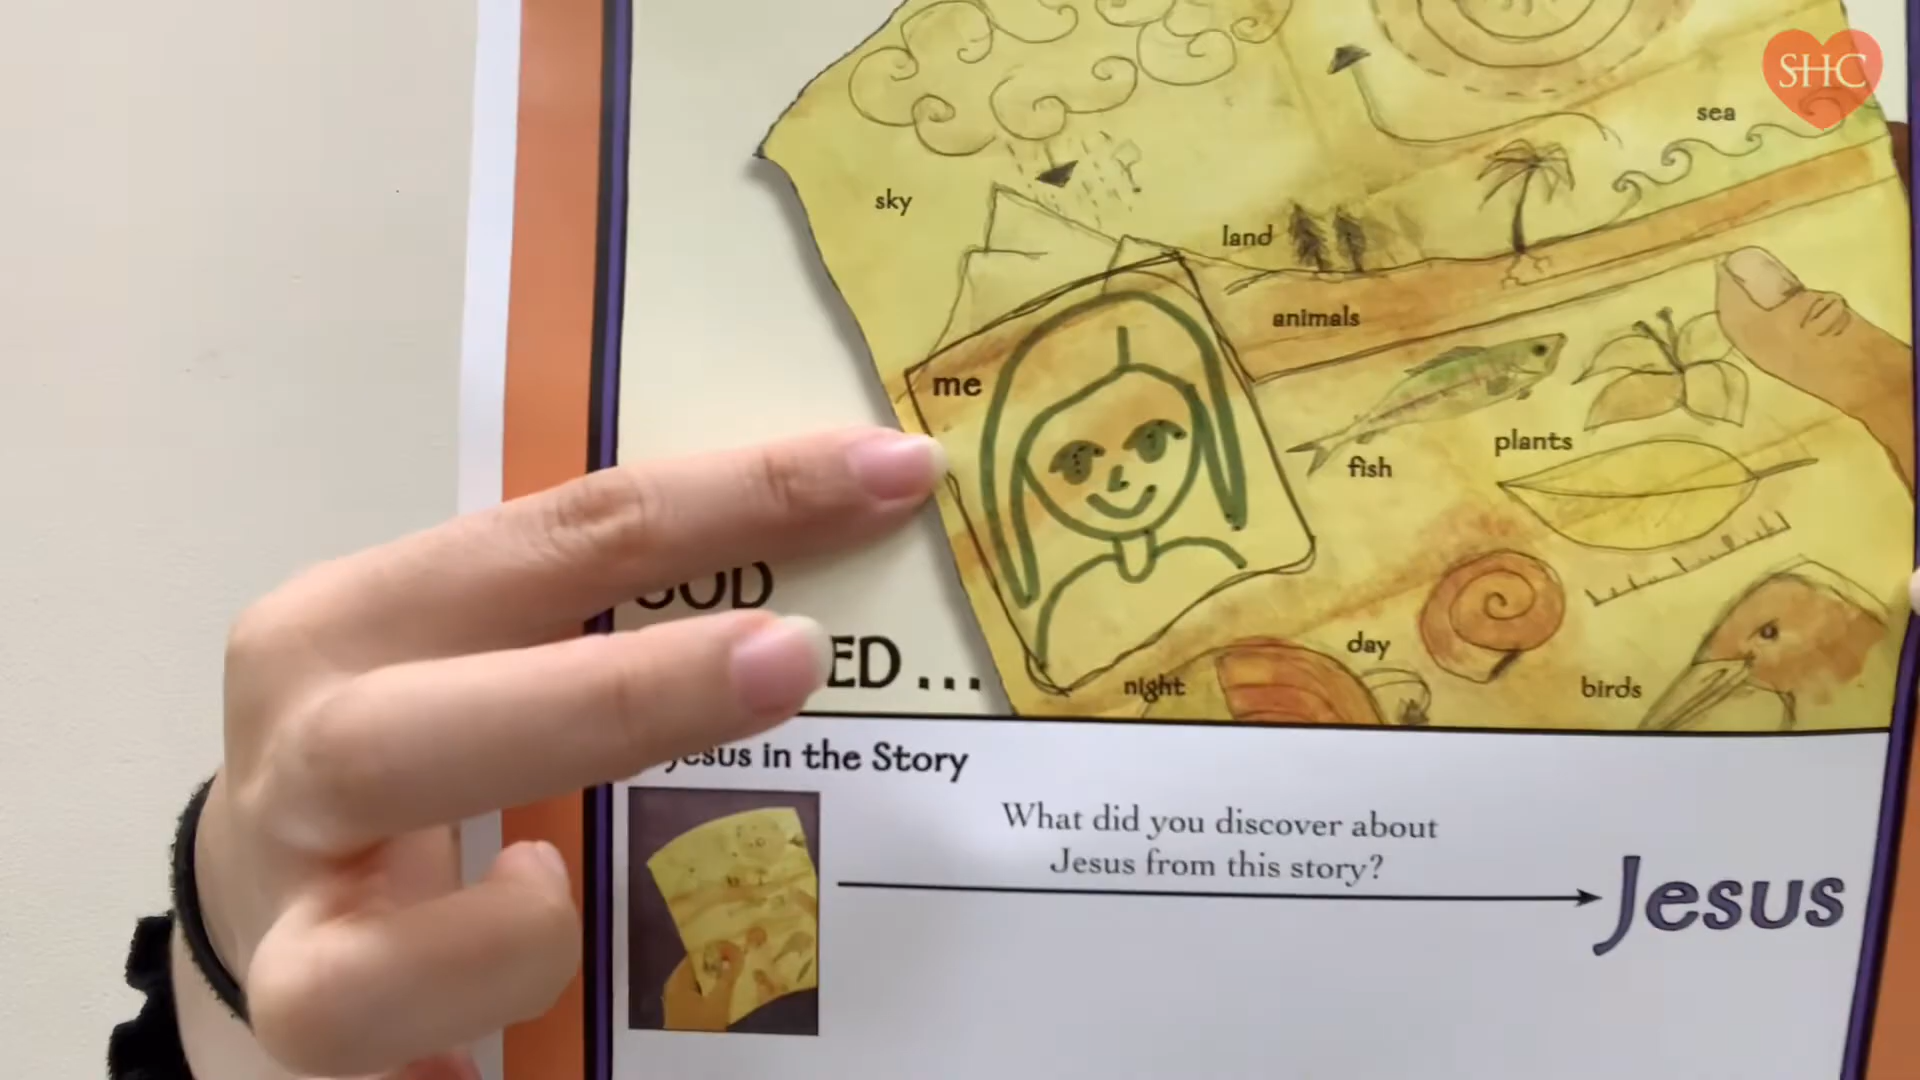 SHC
sea
sky
land
animals
me
plants
fish
day
night
birds
...
in the Story
What did you discover about
Jesus from this story?
Jesus